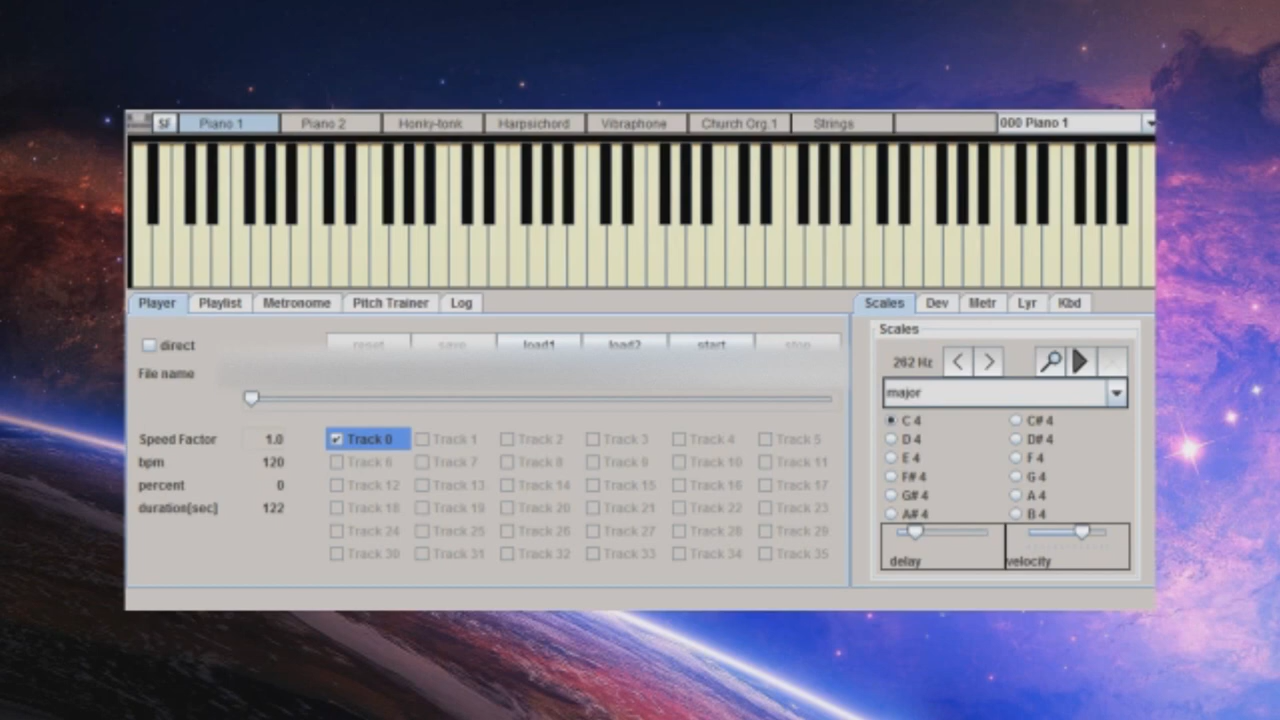 SF Piano 1 Piano 2 Honky-tonk Harpsichord Vibraphone Church Org.1 Strings 000 Piano 1
Player Playlist Metronome Pitch Trainer Log
Scales Dev Metr Lyr Kbd
direct reset save load1 load2 start stop
File name
Speed Factor 1.0
bpm 120
percent 0
duration[sec] 122
Track 0 Track 1 Track 2 Track 3 Track 4 Track 5
Track 6 Track 7 Track 8 Track 9 Track 10 Track 11
Track 12 Track 13 Track 14 Track 15 Track 16 Track 17
Track 18 Track 19 Track 20 Track 21 Track 22 Track 23
Track 24 Track 25 Track 26 Track 27 Track 28 Track 29
Track 30 Track 31 Track 32 Track 33 Track 34 Track 35
Scales
262 Hz < >
major
C 4 C# 4
D 4 D# 4
E 4 F 4
F# 4 G 4
G# 4 A 4
A# 4 B 4
delay velocity